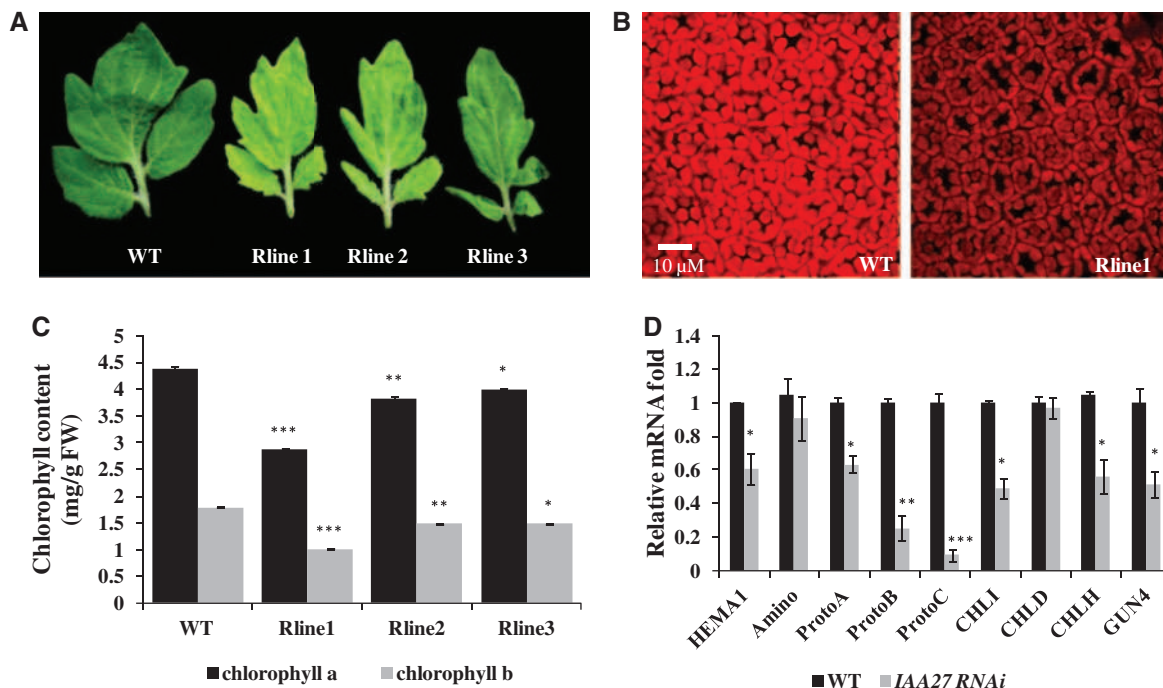 A
WT
Rline 1
Rline 2
Rline 3
B
10 µM
WT
Rline1
C
Chlorophyll content
(mg/g FW)
5
4.5
4
3.5
3
2.5
2
1.5
1
0.5
0
***
***
**
**
*
*
WT
Rline1
Rline2
Rline3
chlorophyll a
chlorophyll b
D
Relative mRNA fold
1.4
1.2
1
0.8
0.6
0.4
0.2
0
*
*
**
***
*
*
*
HEMA1
Amino
ProtoA
ProtoB
ProtoC
CHLI
CHLD
CHLH
GUN4
WT
IAA27 RNAi